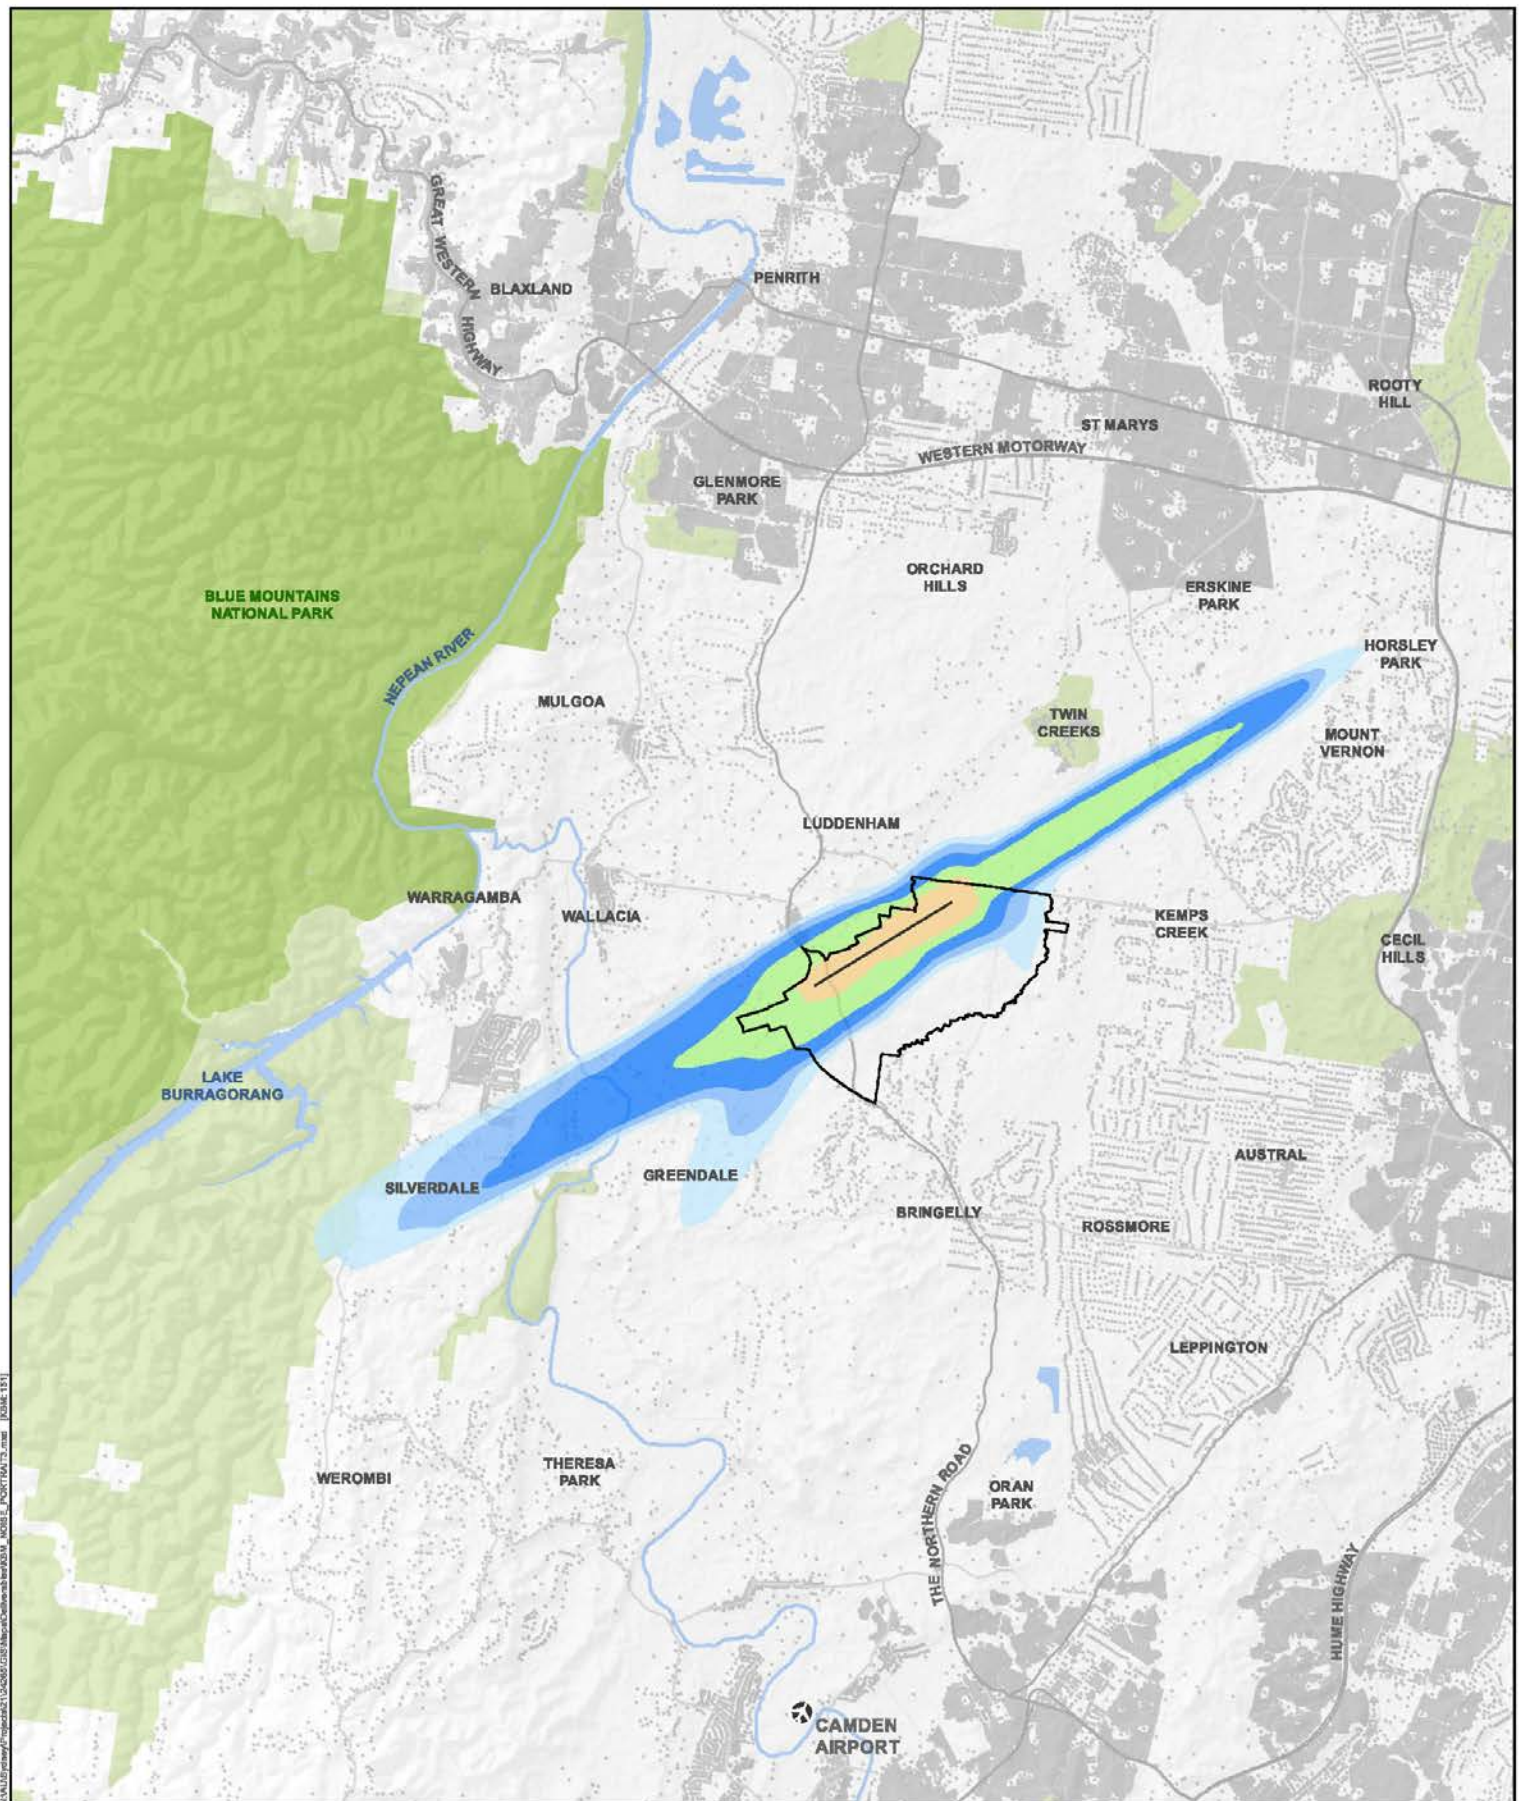 GREAT WESTERN HIGHWAY
BLAXLAND
PENRITH
ROOTY
HILL
ST MARYS
WESTERN MOTORWAY
GLENMORE
PARK
ORCHARD
HILLS
ERSKINE
PARK
BLUE MOUNTAINS
NATIONAL PARK
NEPEAN RIVER
HORSLEY
PARK
MULGOA
TWIN
CREEKS
MOUNT
VERNON
LUDDENHAM
WARRAGAMBA
WALLACIA
KEMPS
CREEK
CECIL
HILLS
LAKE
BURRAGORANG
SILVERDALE
GREENDALE
AUSTRAL
BRINGELLY
ROSSMORE
LEPPINGTON
WEROMBI
THERESA
PARK
ORAN
PARK
THE NORTHERN ROAD
HUME HIGHWAY
CAMDEN
AIRPORT